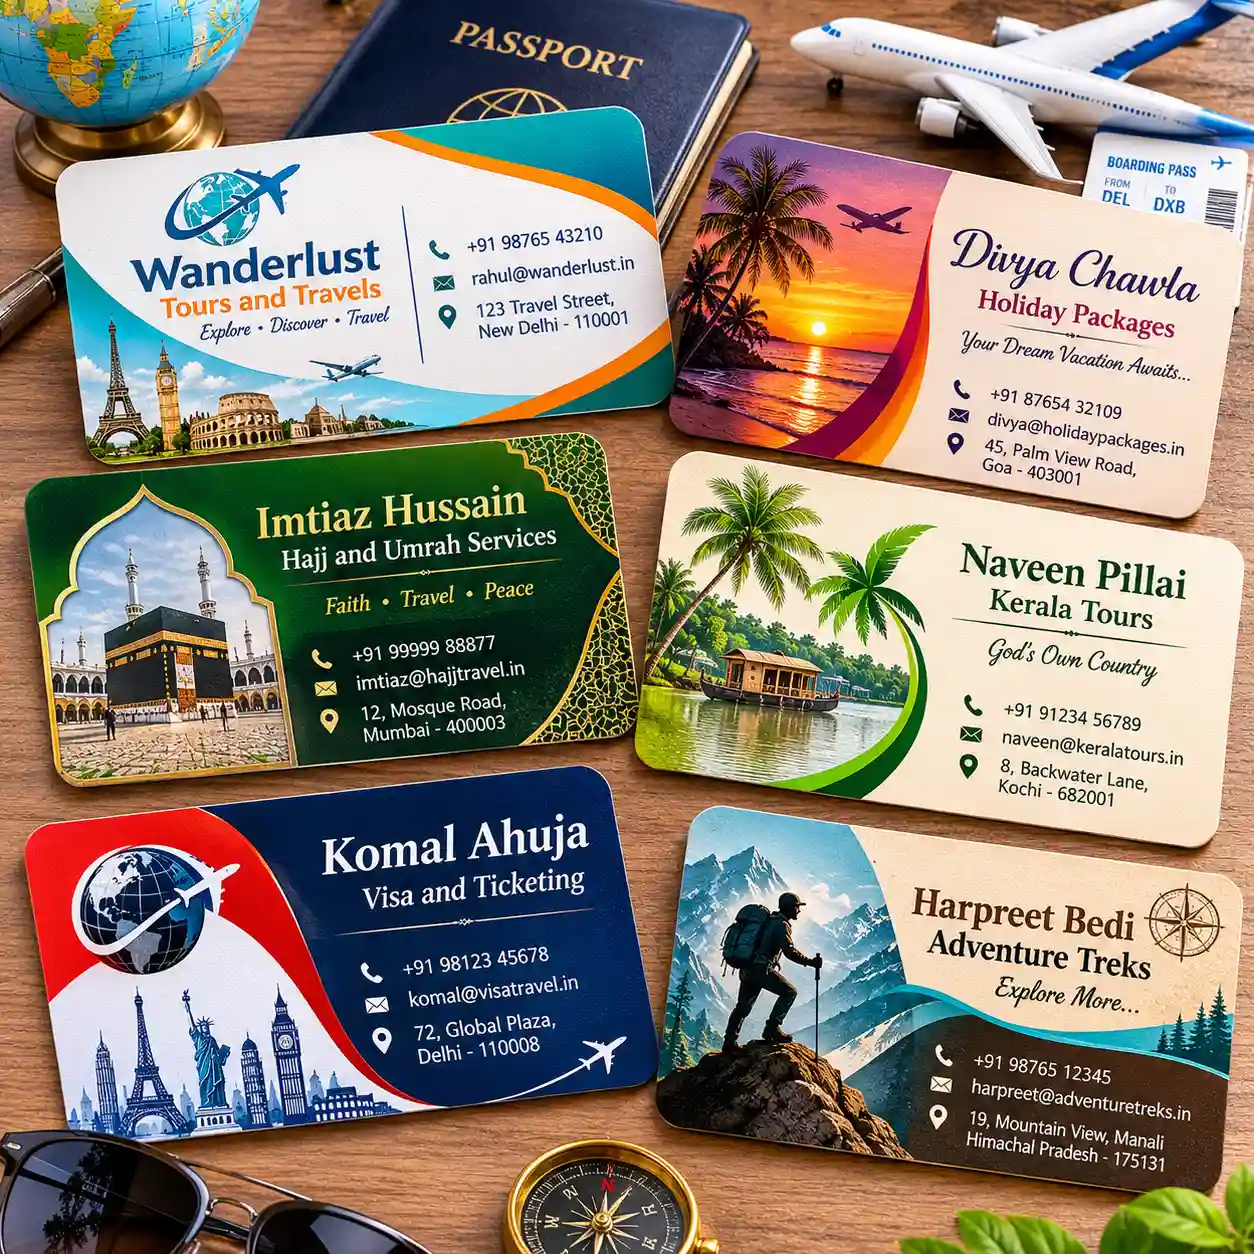 PASSPORT
BOARDING PASS
FROM
DEL
TO
DXB
Wanderlust
Tours and Travels
Explore • Discover • Travel
+91 98765 43210
rahul@wanderlust.in
123 Travel Street,
New Delhi - 110001
Divya Chawla
Holiday Packages
Your Dream Vacation Awaits...
+91 87654 32109
divya@holidaypackages.in
45, Palm View Road,
Goa - 403001
Imtiaz Hussain
Hajj and Umrah Services
Faith • Travel • Peace
+91 99999 88877
imtiaz@hajjtravel.in
12, Mosque Road,
Mumbai - 400003
Naveen Pillai
Kerala Tours
God's Own Country
+91 91234 56789
naveen@keralatours.in
8, Backwater Lane,
Kochi - 682001
Komal Ahuja
Visa and Ticketing
+91 98123 45678
komal@visatravel.in
72, Global Plaza,
Delhi - 110008
Harpreet Bedi
Adventure Treks
Explore More...
+91 98765 12345
harpreet@adventuretreks.in
19, Mountain View, Manali
Himachal Pradesh - 175131
N